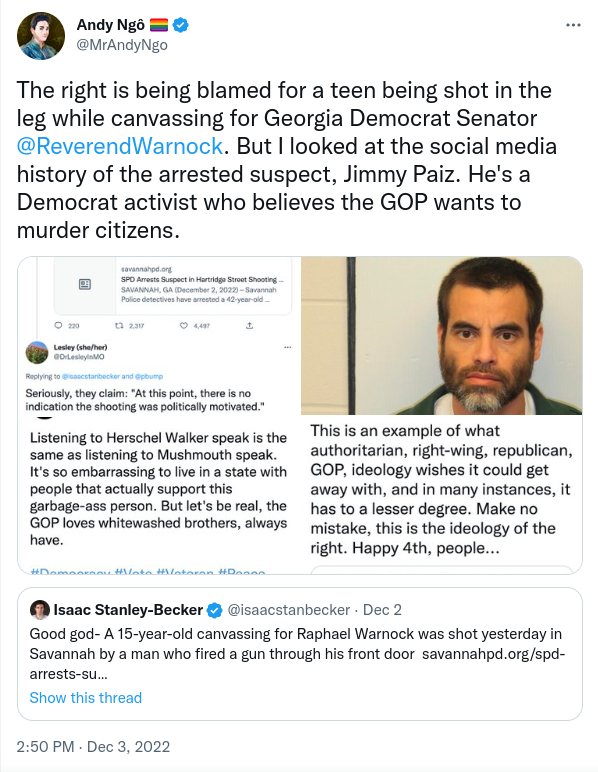 Andy Ngô
@MrAndyNgo
The right is being blamed for a teen being shot in the
leg while canvassing for Georgia Democrat Senator
@ReverendWarnock. But I looked at the social media
history of the arrested suspect, Jimmy Paiz. He's a
Democrat activist who believes the GOP wants to
murder citizens.
savannahpd.org
SPD Arrests Suspect in Hartridge Street Shooting ...
SAVANNAH, GA (December 2, 2022) – Savannah
Police detectives have arrested a 42-year-old ...
220 2,317 4,497
Lesley (she/her)
@DrLesleyinMO
Replying to @isaacstanbecker and @pbump
Seriously, they claim: "At this point, there is no
indication the shooting was politically motivated."
Listening to Herschel Walker speak is the
same as listening to Mushmouth speak.
It's so embarrassing to live in a state with
people that actually support this
garbage-ass person. But let's be real, the
GOP loves whitewashed brothers, always
have.
#Democracy #Vote #Veteran #Peace
This is an example of what
authoritarian, right-wing, republican,
GOP, ideology wishes it could get
away with, and in many instances, it
has to a lesser degree. Make no
mistake, this is the ideology of the
right. Happy 4th, people...
Isaac Stanley-Becker @isaacstanbecker · Dec 2
Good god- A 15-year-old canvassing for Raphael Warnock was shot yesterday in
Savannah by a man who fired a gun through his front door savannahpd.org/spd-
arrests-su...
Show this thread
2:50 PM · Dec 3, 2022